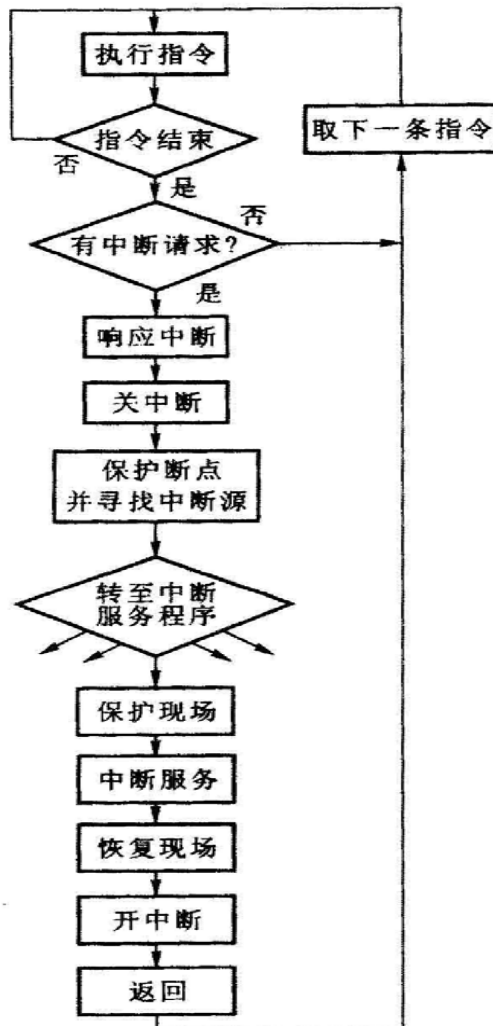 执行指令
指令结束
取下一条指令
否
是
否
有中断请求?
是
响应中断
关中断
保护断点
并寻找中断源
转至中断
服务程序
保护现场
中断服务
恢复现场
开中断
返回